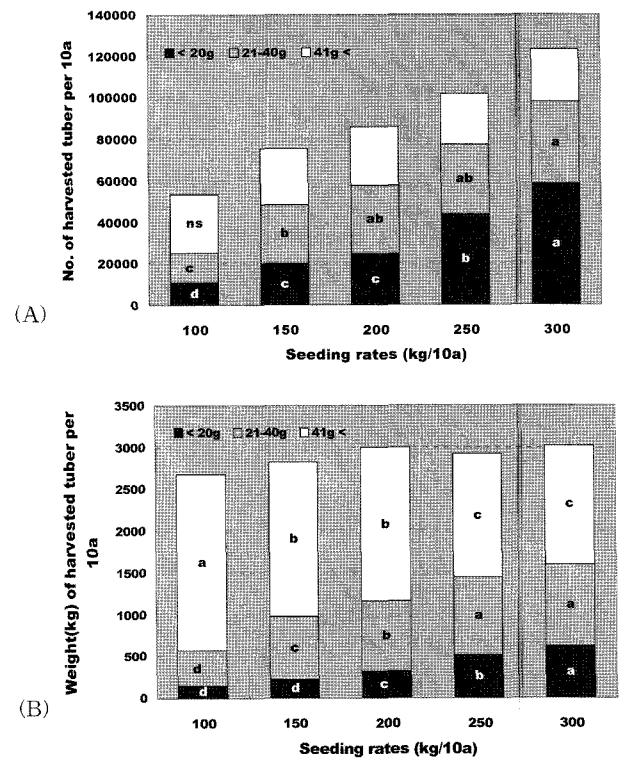 140000
120000
100000
80000
60000
40000
20000
0
No. of harvested tuber per 10a
< 20g 21-40g 41g <
ns
c
d
b
c
ab
c
ab
b
a
a
100 150 200 250 300
Seeding rates (kg/10a)
(A)
3500
3000
2500
2000
1500
1000
500
0
Weight(kg) of harvested tuber per
10a
< 20g 21-40g 41g <
a
d
d
b
c
d
b
b
c
c
a
b
c
a
a
100 150 200 250 300
Seeding rates (kg/10a)
(B)